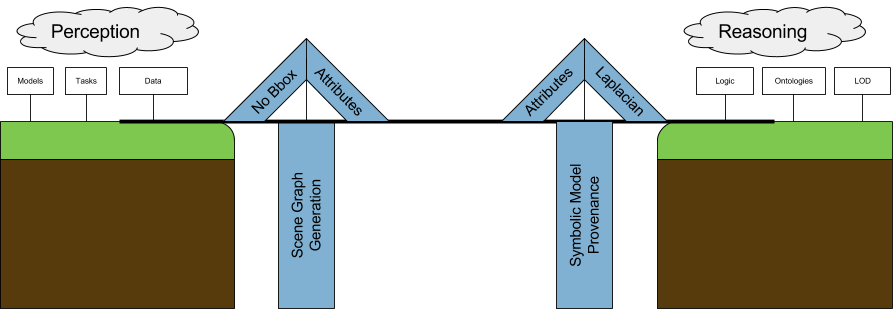 Perception
Reasoning
Models
Tasks
Data
No Bbox
Attributes
Attributes
Laplacian
Logic
Ontologies
LOD
Scene Graph
Generation
Symbolic Model
Provenance